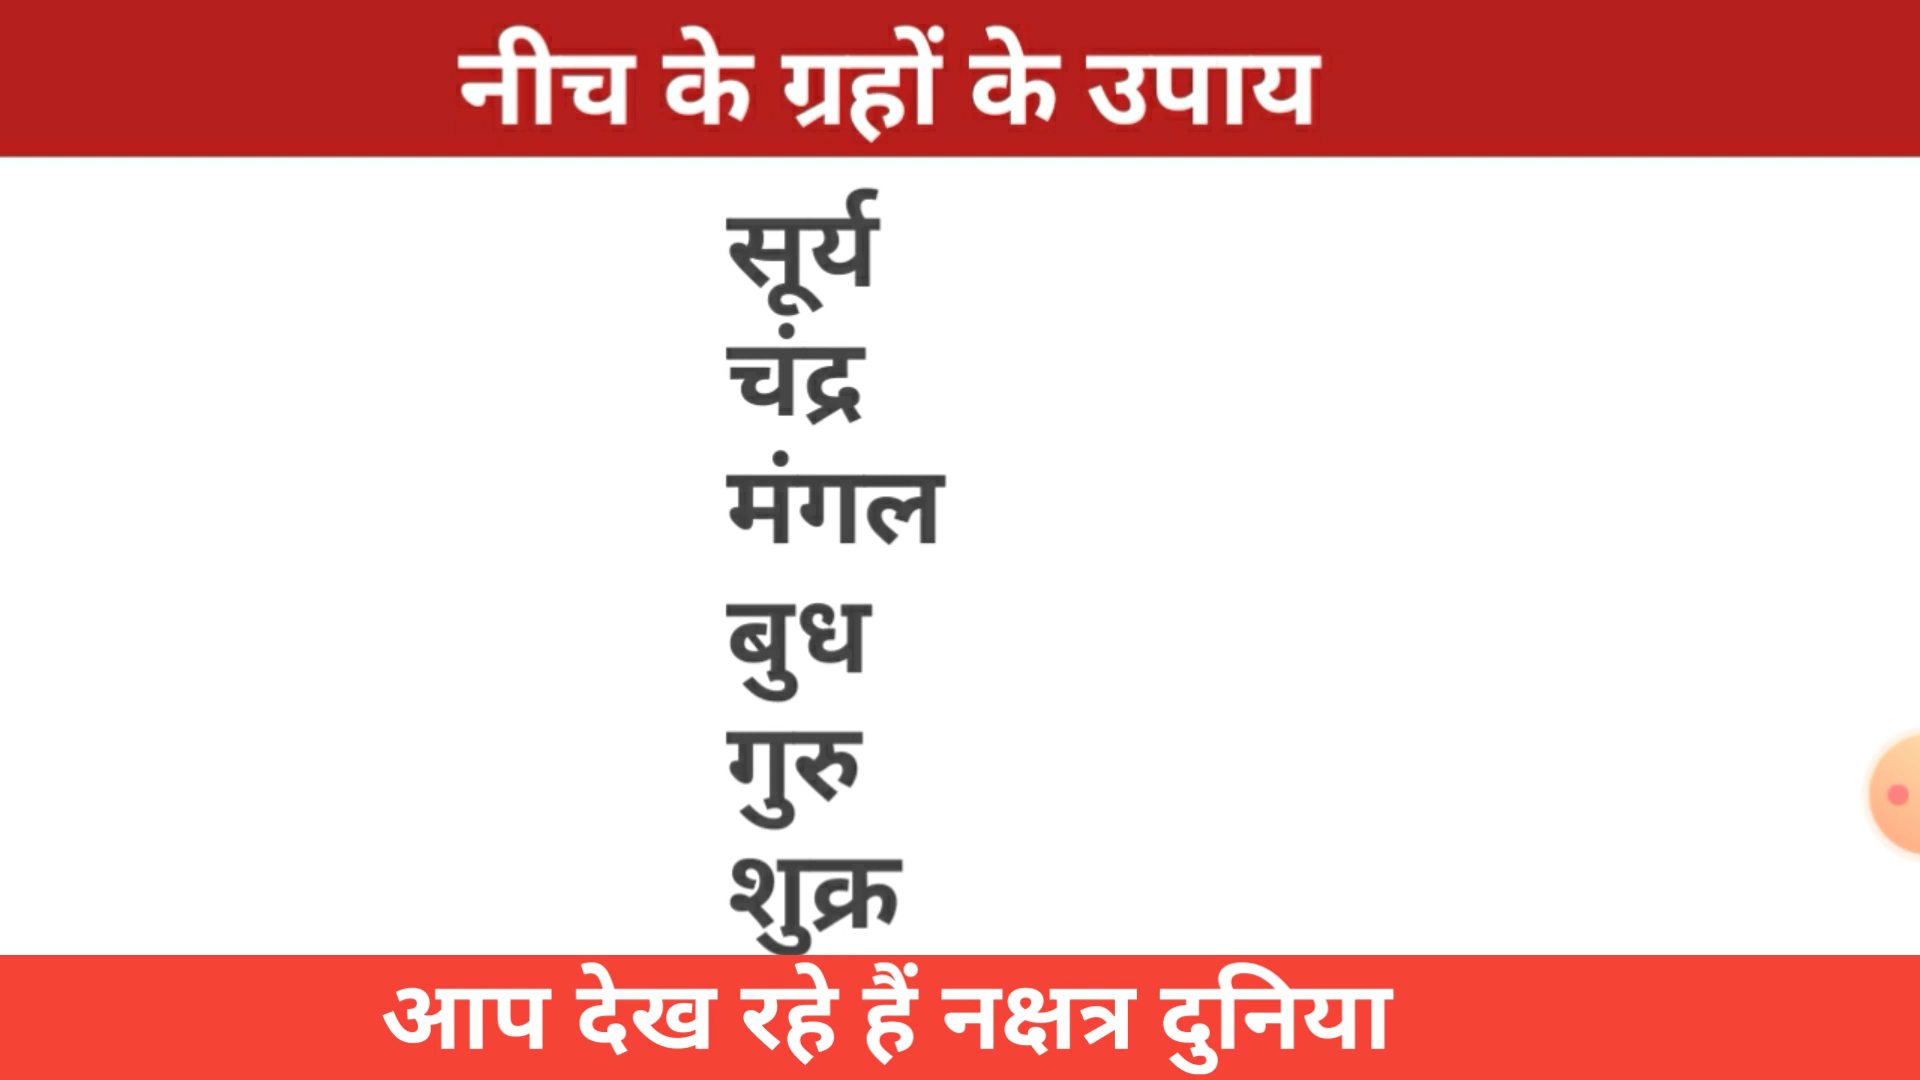 नीच के ग्रहों के उपाय
सूर्य
चंद्र
मंगल
बुध
गुरु
शुक्र
आप देख रहे हैं नक्षत्र दुनिया